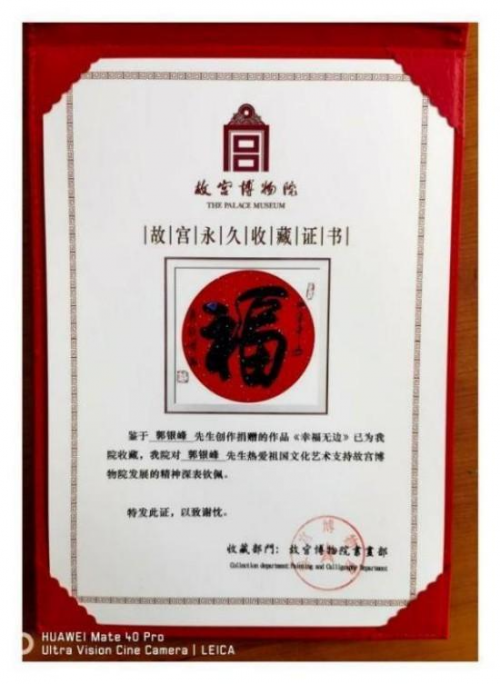 故宫博物院
THE PALACE MUSEUM
故宫永久收藏证书
福
鉴于 郭银峰 先生创作捐赠的作品《幸福无边》已为我
院收藏，我院对 郭银峰 先生热爱祖国文化艺术支持故宫博
物院发展的精神深表钦佩。
特发此证，以致谢忱。
收藏部門：故宫博物院書畫部
Collection department Painting and Calligraphy Department
HUAWEI Mate 40 Pro
Ultra Vision Cine Camera | LEICA